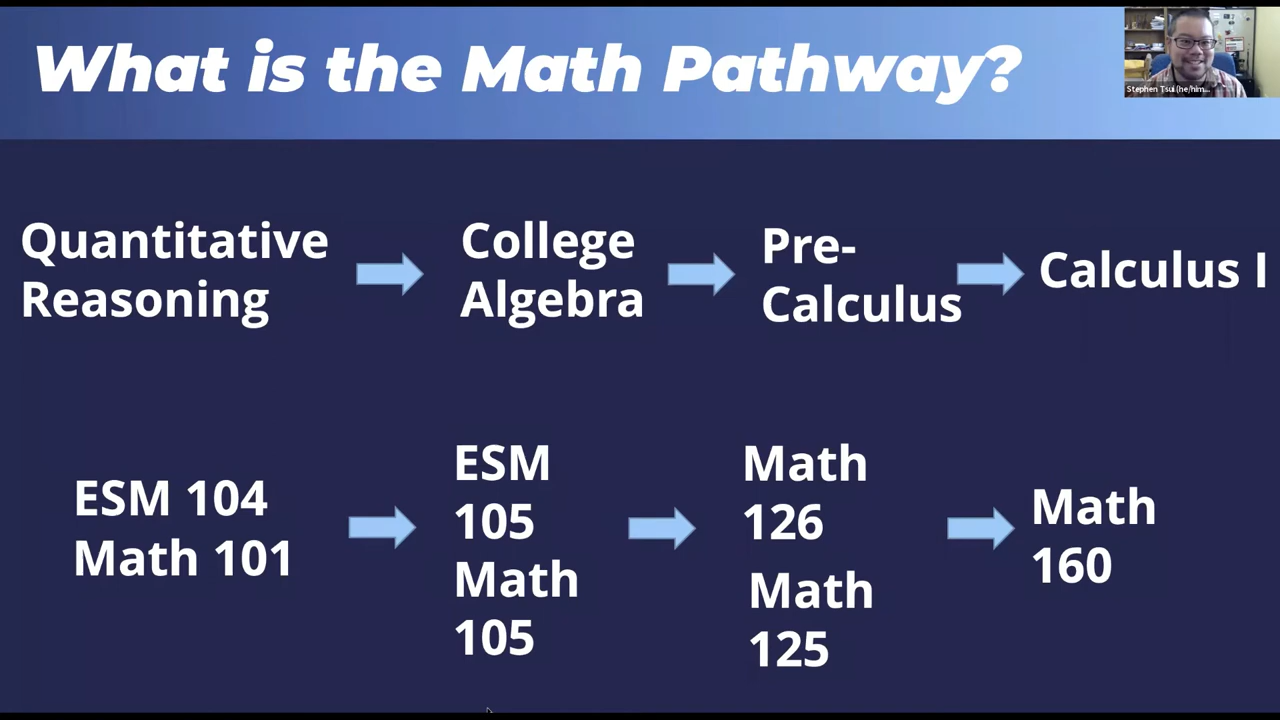 What is the Math Pathway?
Stephen Tsui (he/him...
Quantitative
Reasoning
College
Algebra
Pre-
Calculus
Calculus I
ESM 104
Math 101
ESM
105
Math
105
Math
126
Math
125
Math
160